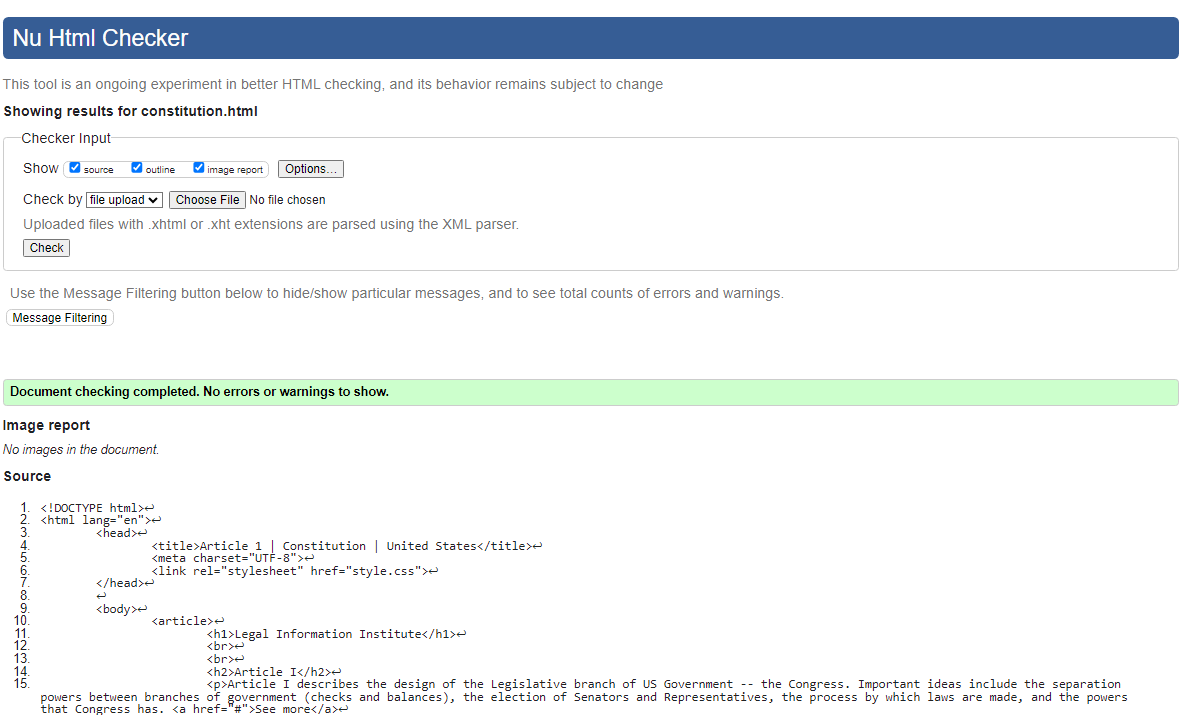 Nu Html Checker
This tool is an ongoing experiment in better HTML checking, and its behavior remains subject to change
Showing results for constitution.html
Checker Input
Show source outline image report Options...
Check by file upload Choose File No file chosen
Uploaded files with .xhtml or .xht extensions are parsed using the XML parser.
Check
Use the Message Filtering button below to hide/show particular messages, and to see total counts of errors and warnings.
Message Filtering
Document checking completed. No errors or warnings to show.
Image report
No images in the document.
Source
1. <!DOCTYPE html>↩
2. <html lang="en">↩
3. <head>↩
4. <title>Article 1 | Constitution | United States</title>↩
5. <meta charset="UTF-8">↩
6. <link rel="stylesheet" href="style.css">↩
7. </head>↩
8. ↩
9. <body>↩
10. <article>↩
11. <h1>Legal Information Institute</h1>↩
12. <br>↩
13. <br>↩
14. <h2>Article I</h2>↩
15. <p>Article I describes the design of the Legislative branch of US Government -- the Congress. Important ideas include the separation
powers between branches of government (checks and balances), the election of Senators and Representatives, the process by which laws are made, and the powers
that Congress has. <a href="#">See more</a>↩